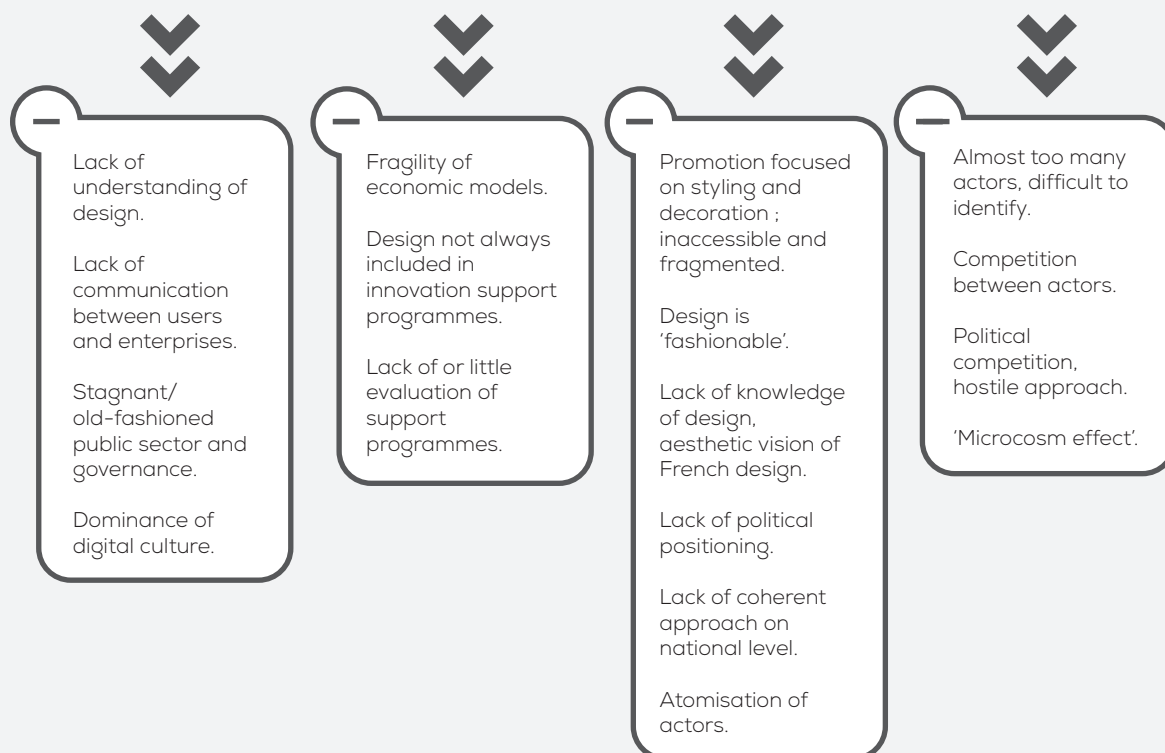 Lack of
understanding of
design.
Lack of
communication
between users
and enterprises.
Stagnant/
old-fashioned
public sector and
governance.
Dominance of
digital culture.
Fragility of
economic models.
Design not always
included in
innovation support
programmes.
Lack of or little
evaluation of
support
programmes.
Promotion focused
on styling and
decoration ;
inaccessible and
fragmented.
Design is
‘fashionable’.
Lack of knowledge
of design,
aesthetic vision of
French design.
Lack of political
positioning.
Lack of coherent
approach on
national level.
Atomisation of
actors.
Almost too many
actors, difficult to
identify.
Competition
between actors.
Political
competition,
hostile approach.
‘Microcosm effect’.